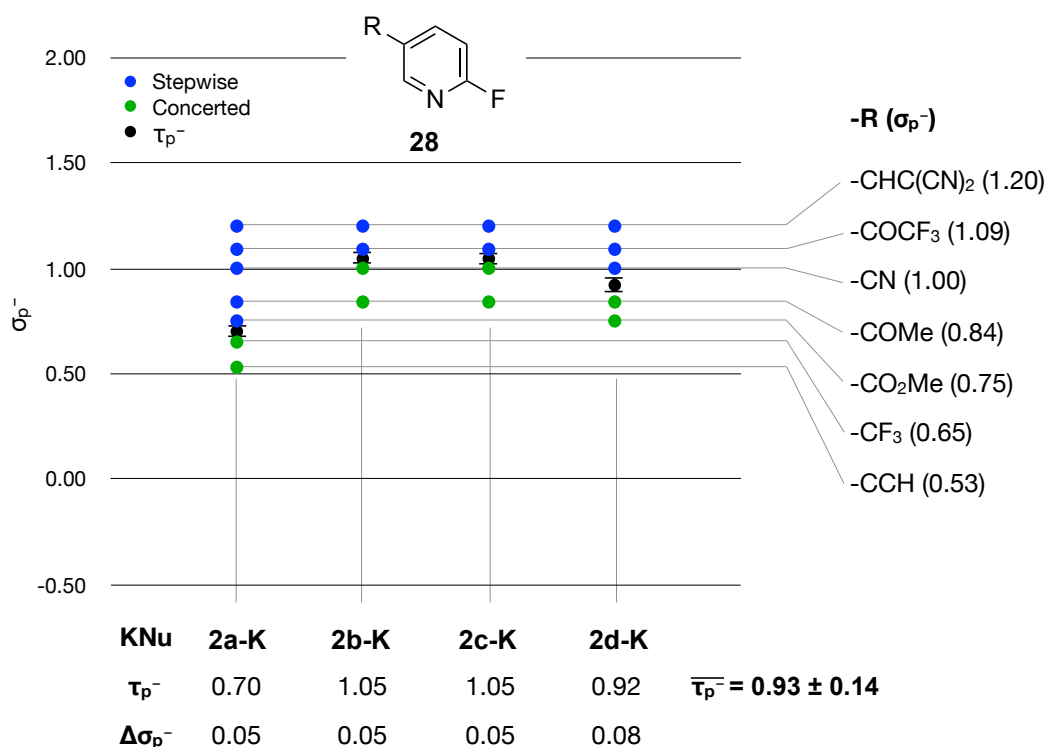 R
N
F
28
2.00
1.50
1.00
0.50
0.00
-0.50
σp⁻
Stepwise
Concerted
τp⁻
-R (σp⁻)
-CHC(CN)₂ (1.20)
-COCF₃ (1.09)
-CN (1.00)
-COMe (0.84)
-CO₂Me (0.75)
-CF₃ (0.65)
-CCH (0.53)
KNu 2a-K 2b-K 2c-K 2d-K
τp⁻ 0.70 1.05 1.05 0.92 τp⁻ = 0.93 ± 0.14
Δσp⁻ 0.05 0.05 0.05 0.08